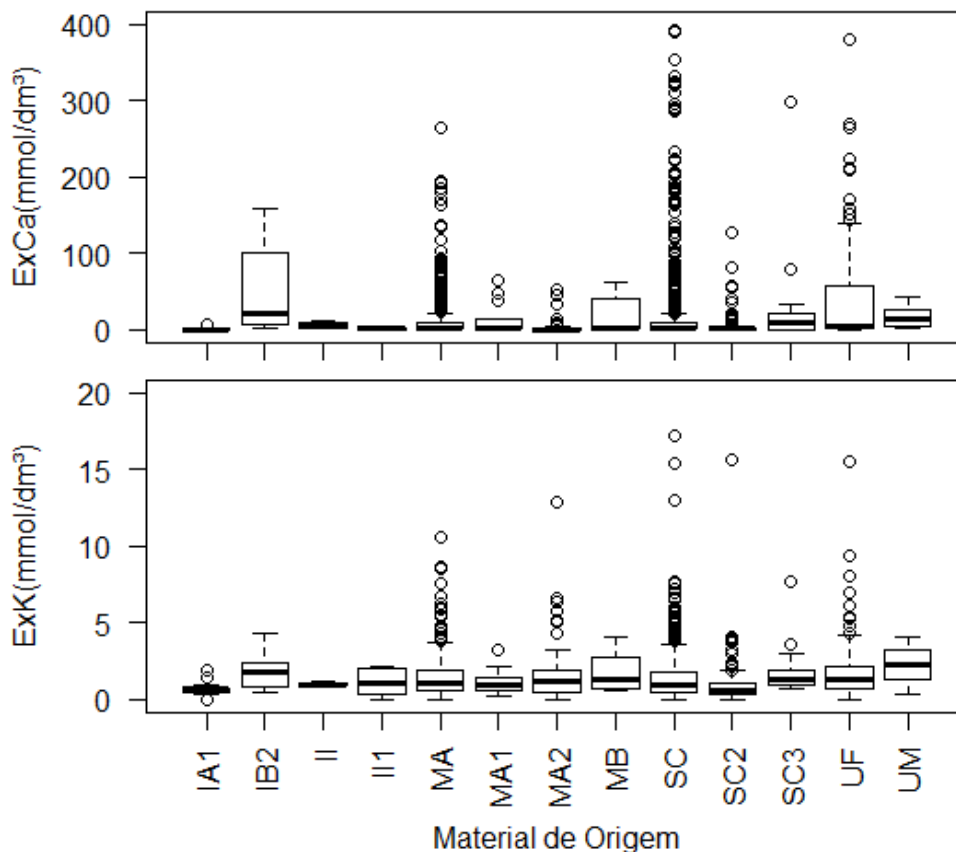 ExCa(mmol/dm³)
400
300
200
100
0
ExK(mmol/dm³)
20
15
10
5
0
IA1 IB2 II II1 MA MA1 MA2 MB SC SC2 SC3 UF UM
Material de Origem